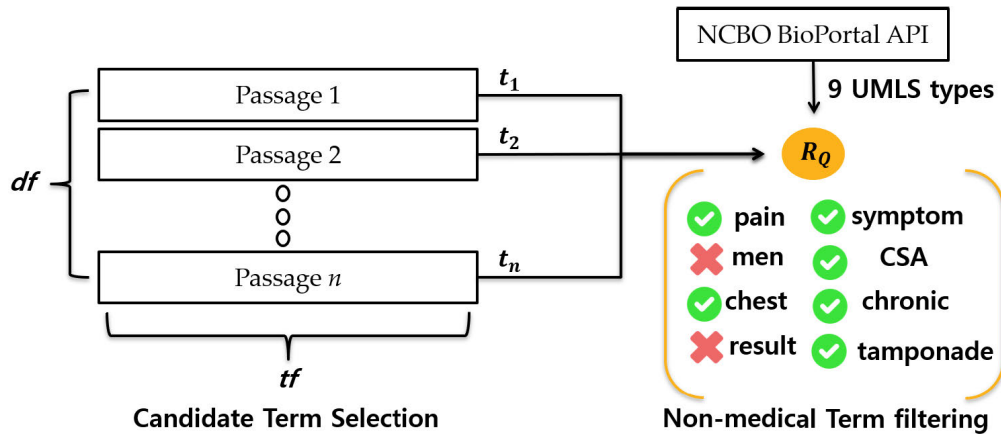 NCBO BioPortal API
9 UMLS types
Passage 1
t₁
Passage 2
t₂
R_Q
df
Passage n
tₙ
tf
pain
symptom
men
CSA
chest
chronic
result
tamponade
Candidate Term Selection
Non-medical Term filtering